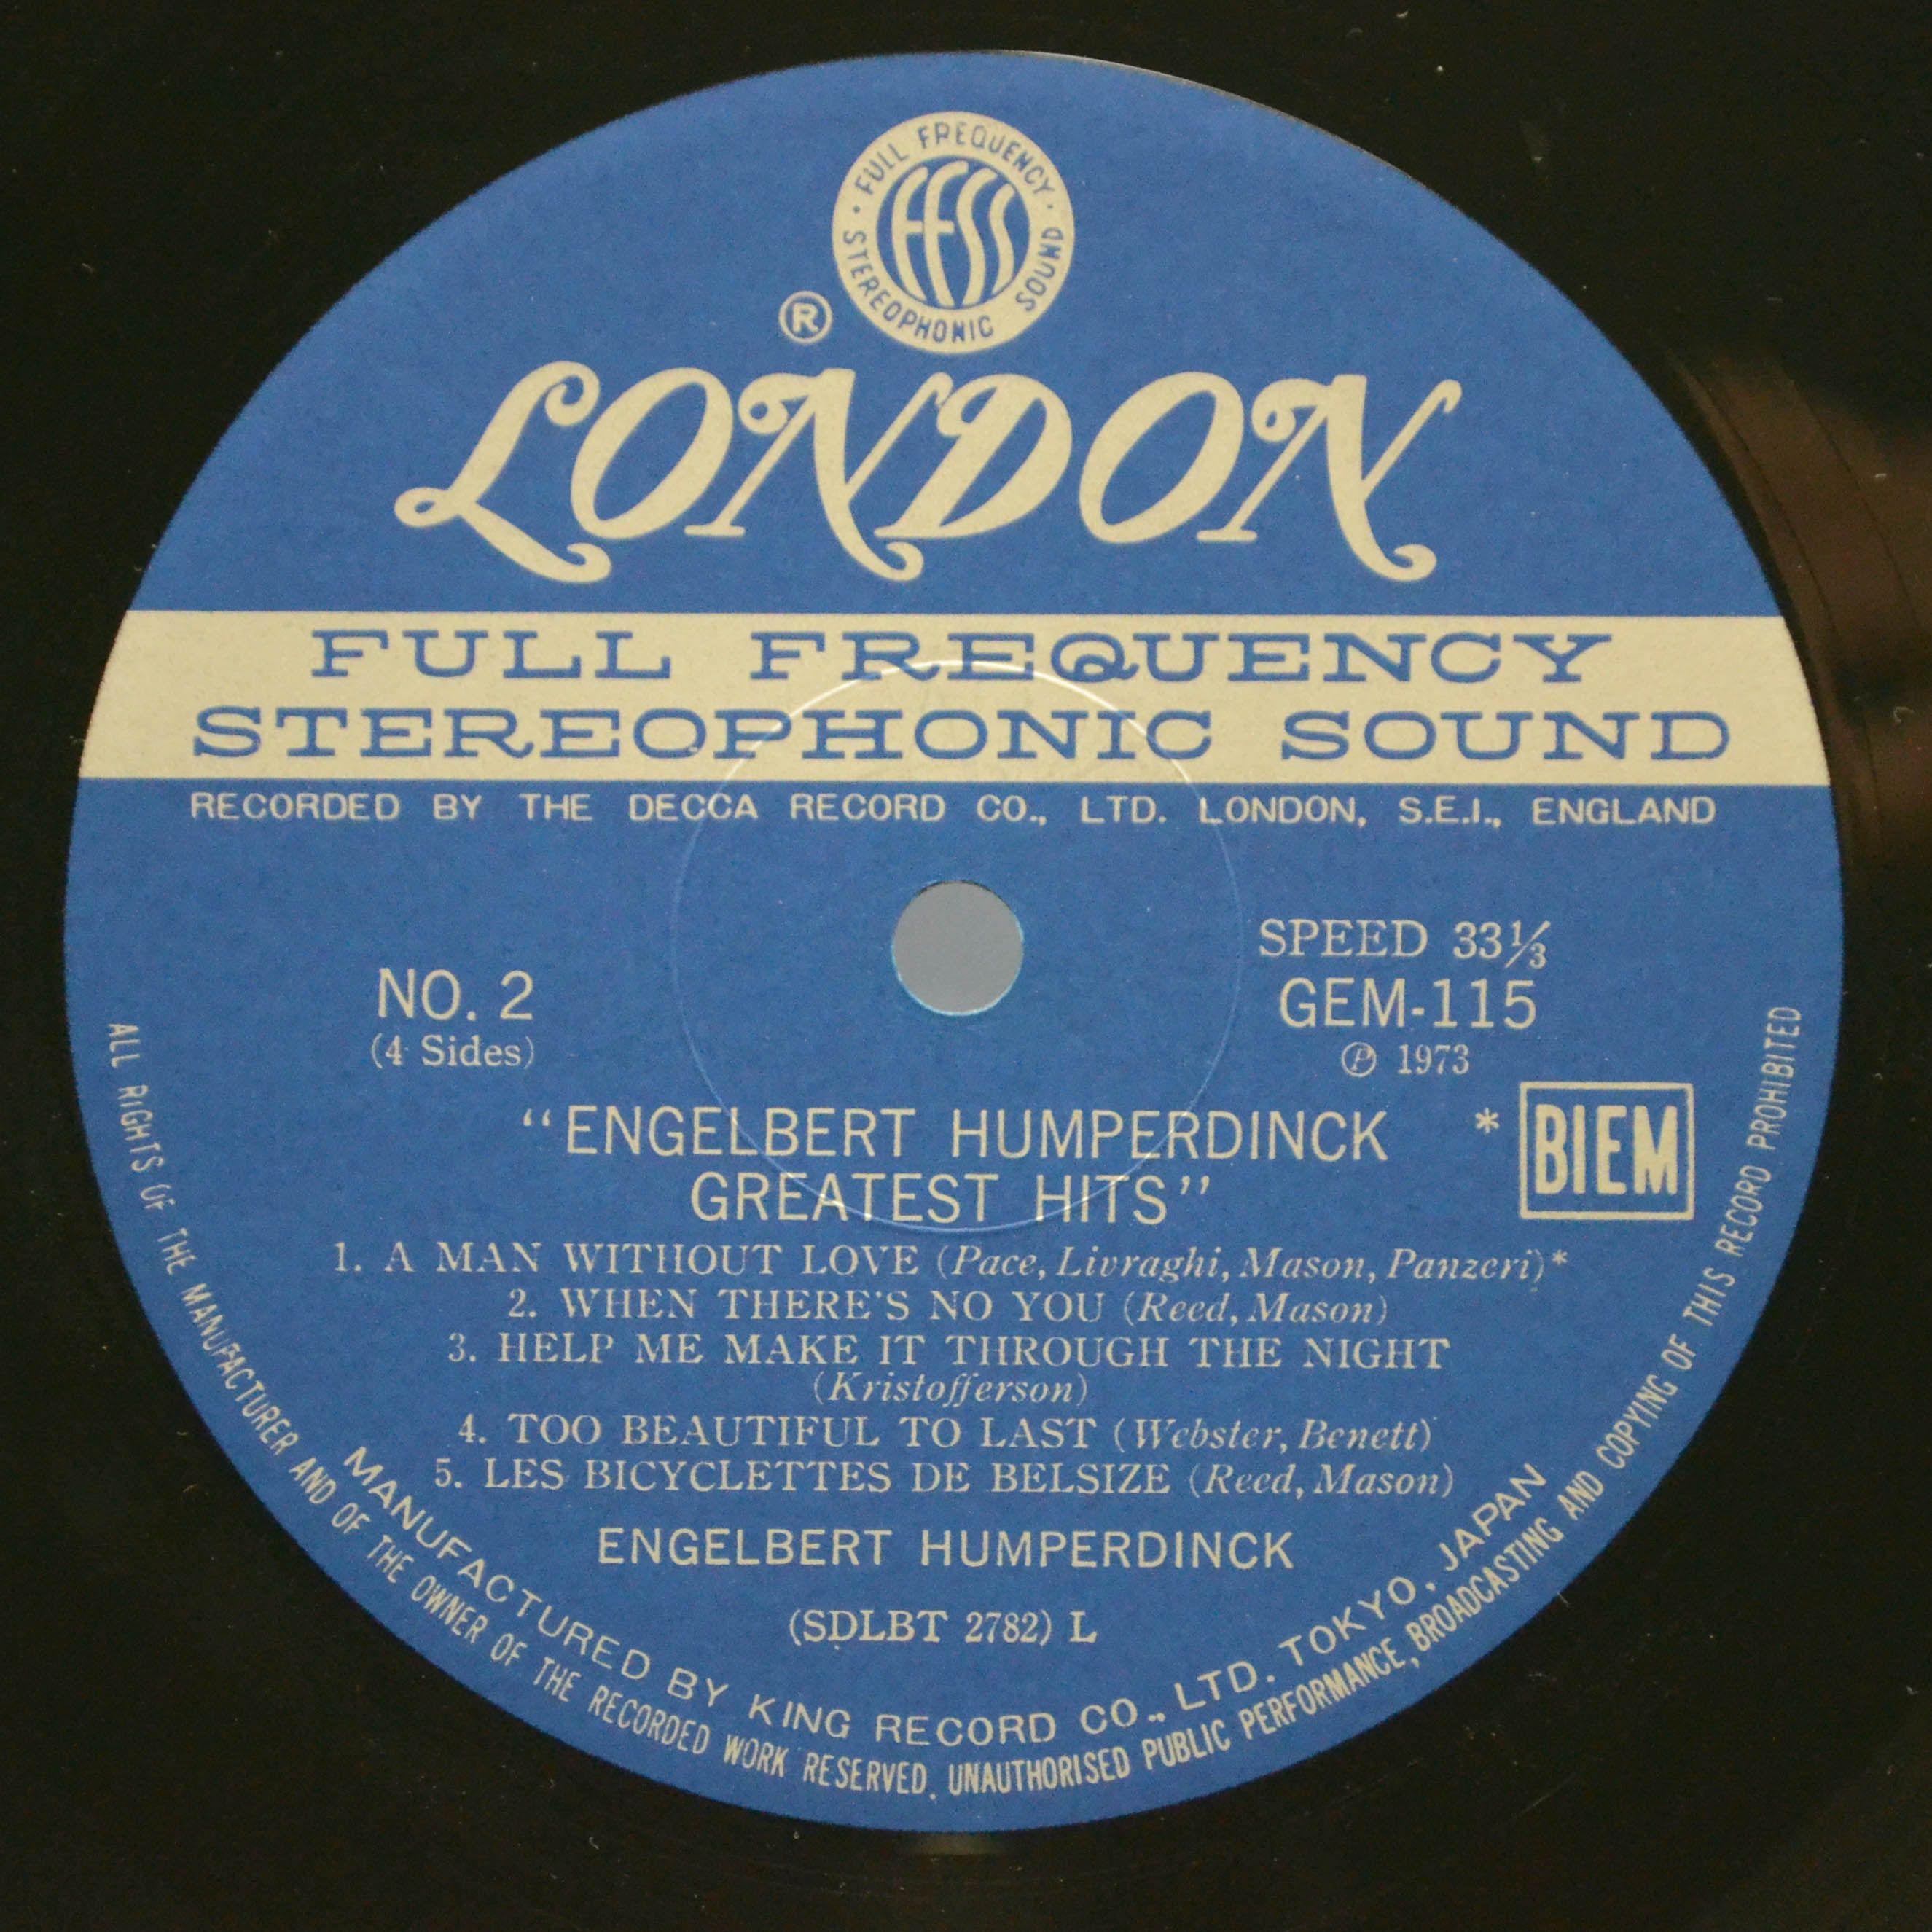 FULL FREQUENCY
STEREOPHONIC SOUND
FFSS
®
LONDON
FULL FREQUENCY
STEREOPHONIC SOUND
RECORDED BY THE DECCA RECORD CO., LTD. LONDON, S.E.I., ENGLAND
NO. 2
(4 Sides)
SPEED 33⅓
GEM-115
Ⓟ 1973
"ENGELBERT HUMPERDINCK
GREATEST HITS"
* BIEM
1. A MAN WITHOUT LOVE (Pace, Livraghi, Mason, Panzeri)*
2. WHEN THERE'S NO YOU (Reed, Mason)
3. HELP ME MAKE IT THROUGH THE NIGHT
(Kristofferson)
4. TOO BEAUTIFUL TO LAST (Webster, Benett)
5. LES BICYCLETTES DE BELSIZE (Reed, Mason)
ENGELBERT HUMPERDINCK
(SDLBT 2782) L
MANUFACTURED BY KING RECORD CO., LTD. TOKYO, JAPAN
ALL RIGHTS OF THE MANUFACTURER AND OF THE OWNER OF THE RECORDED WORK RESERVED. UNAUTHORISED PUBLIC PERFORMANCE, BROADCASTING AND COPYING OF THIS RECORD PROHIBITED